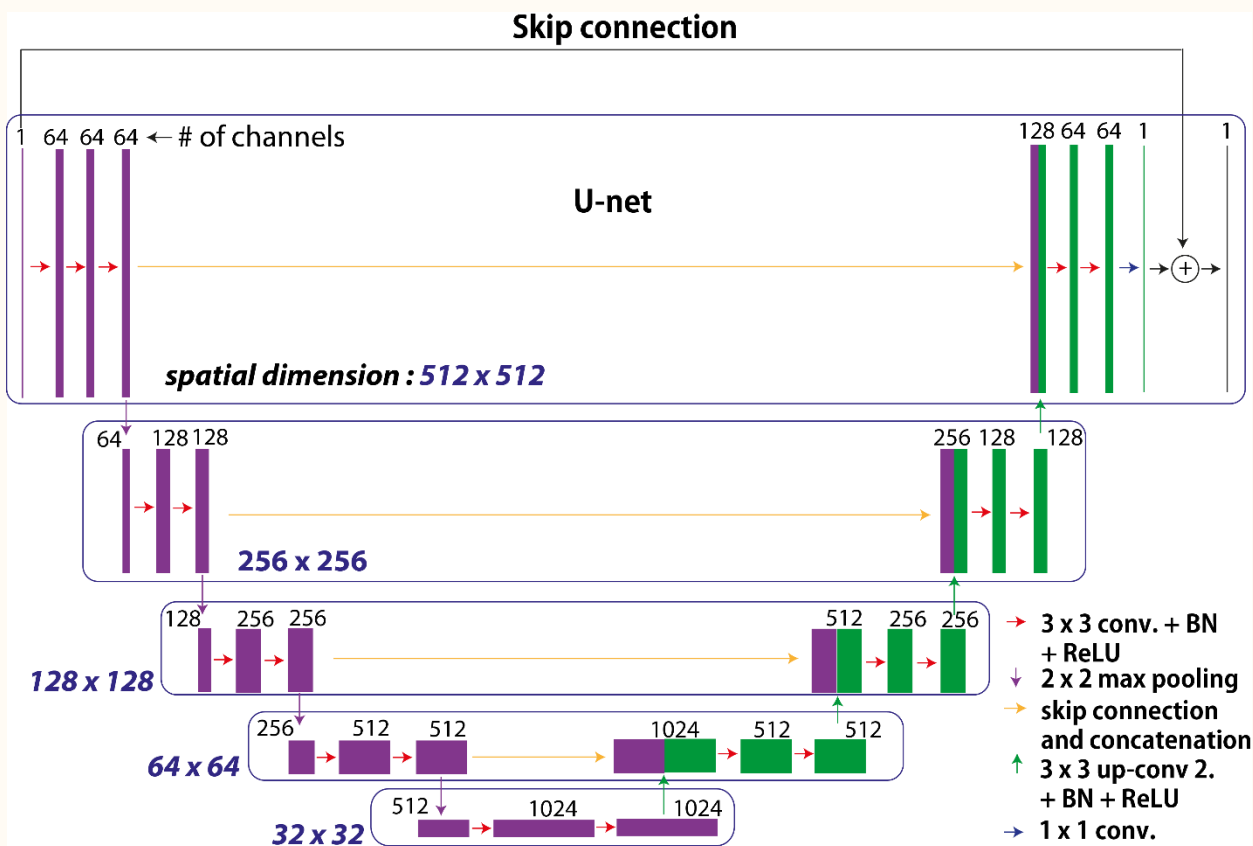 Skip connection
1 64 64 64 ← # of channels
128 64 64 1 1
U-net
+
spatial dimension : 512 x 512
64 128 128
256 128 128
256 x 256
128 256 256
512 256 256
128 x 128
256 512 512
1024 512 512
64 x 64
512 1024 1024
32 x 32
3 x 3 conv. + BN
+ ReLU
2 x 2 max pooling
skip connection
and concatenation
3 x 3 up-conv 2.
+ BN + ReLU
1 x 1 conv.